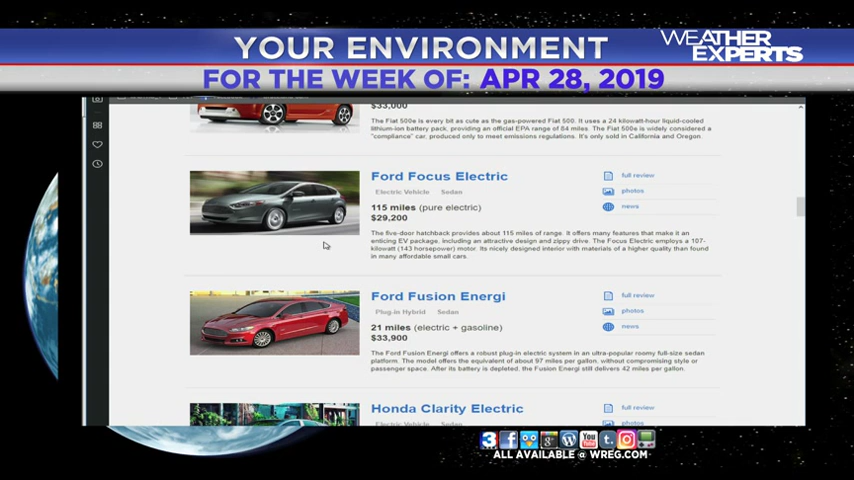 YOUR ENVIRONMENT
WEATHER
EXPERTS
FOR THE WEEK OF: APR 28, 2019
$33,000
The Fiat 500e is every bit as cute as the gas-powered Fiat 500. It uses a 24 kilowatt-hour liquid-cooled
lithium-ion battery pack, providing an official EPA range of 84 miles. The Fiat 500e is widely considered a
"compliance" car, produced only to meet emissions regulations. It's only sold in California and Oregon.
Ford Focus Electric
Electric Vehicle Sedan
115 miles (pure electric)
$29,200
full review
photos
news
The five-door hatchback provides about 115 miles of range. It offers many features that make it an
enticing EV package, including an attractive design and zippy drive. The Focus Electric employs a 107-
kilowatt (143 horsepower) motor. Its nicely designed interior with materials of a higher quality than found
in many affordable small cars.
Ford Fusion Energi
Plug-in Hybrid Sedan
21 miles (electric + gasoline)
$33,900
full review
photos
news
The Ford Fusion Energi offers a robust plug-in electric system in an ultra-popular roomy full-size sedan
platform. The model offers the equivalent of about 97 miles per gallon, without compromising style or
passenger space. After its battery is depleted, the Fusion Energi still delivers 42 miles per gallon.
Honda Clarity Electric
Electric Vehicle Sedan
full review
photos
3 f g+ W You Tube t.
ALL AVAILABLE @ WREG.COM